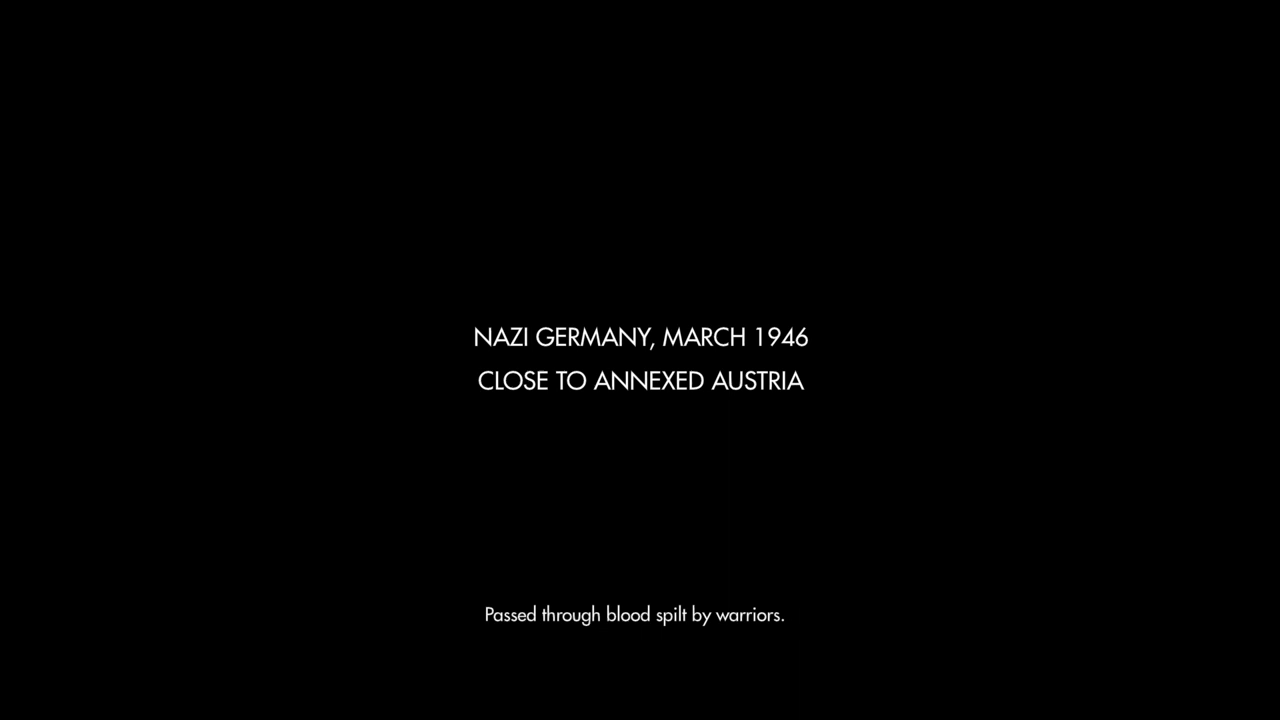 NAZI GERMANY, MARCH 1946
CLOSE TO ANNEXED AUSTRIA
Passed through blood spilt by warriors.